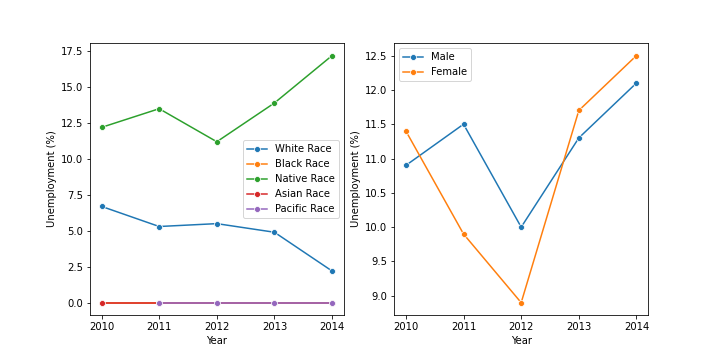 17.5
15.0
12.5
10.0
7.5
5.0
2.5
0.0
Unemployment (%)
White Race
Black Race
Native Race
Asian Race
Pacific Race
2010 2011 2012 2013 2014
Year
12.5
12.0
11.5
11.0
10.5
10.0
9.5
9.0
Unemployment (%)
Male
Female
2010 2011 2012 2013 2014
Year